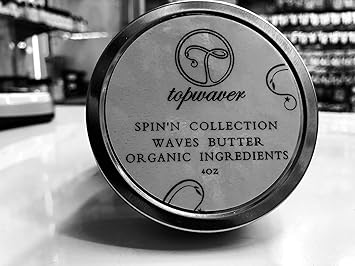 topwaver
SPIN'N COLLECTION
WAVES BUTTER
ORGANIC INGREDIENTS
4OZ